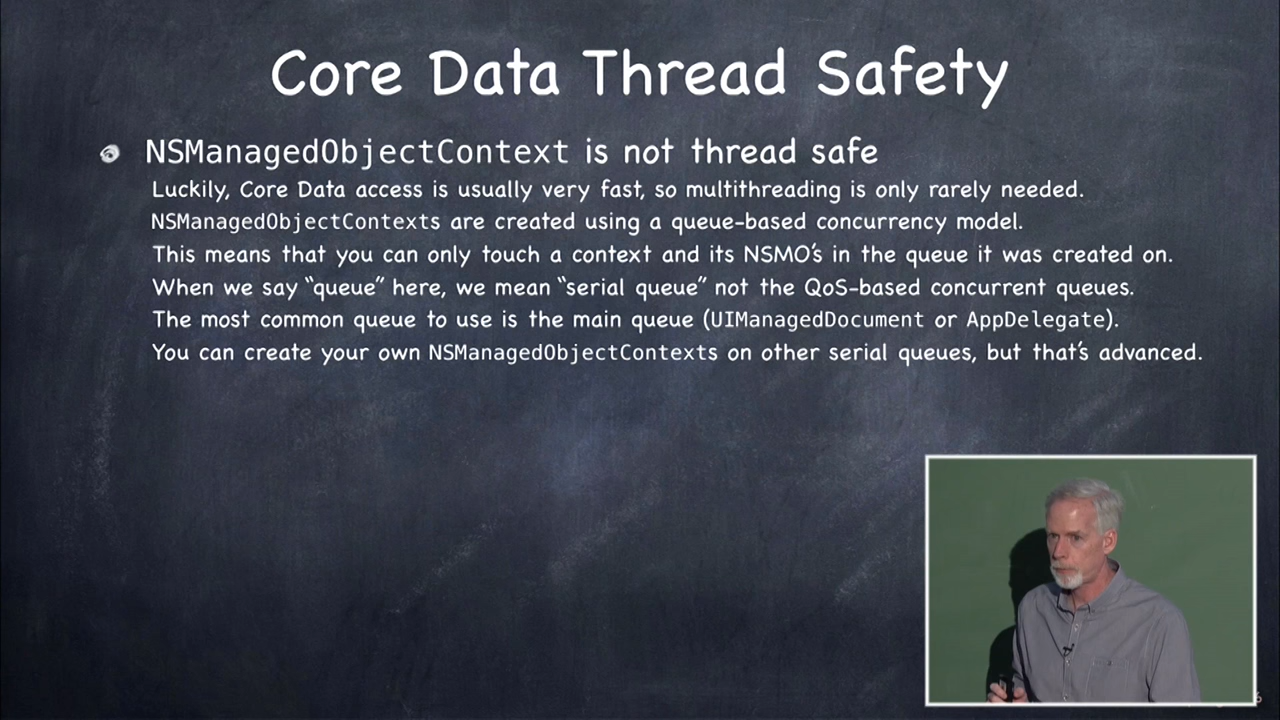 Core Data Thread Safety
NSManagedObjectContext is not thread safe
Luckily, Core Data access is usually very fast, so multithreading is only rarely needed.
NSManagedObjectContexts are created using a queue-based concurrency model.
This means that you can only touch a context and its NSMO's in the queue it was created on.
When we say “queue” here, we mean “serial queue” not the QoS-based concurrent queues.
The most common queue to use is the main queue (UIManagedDocument or AppDelegate).
You can create your own NSManagedObjectContexts on other serial queues, but that's advanced.